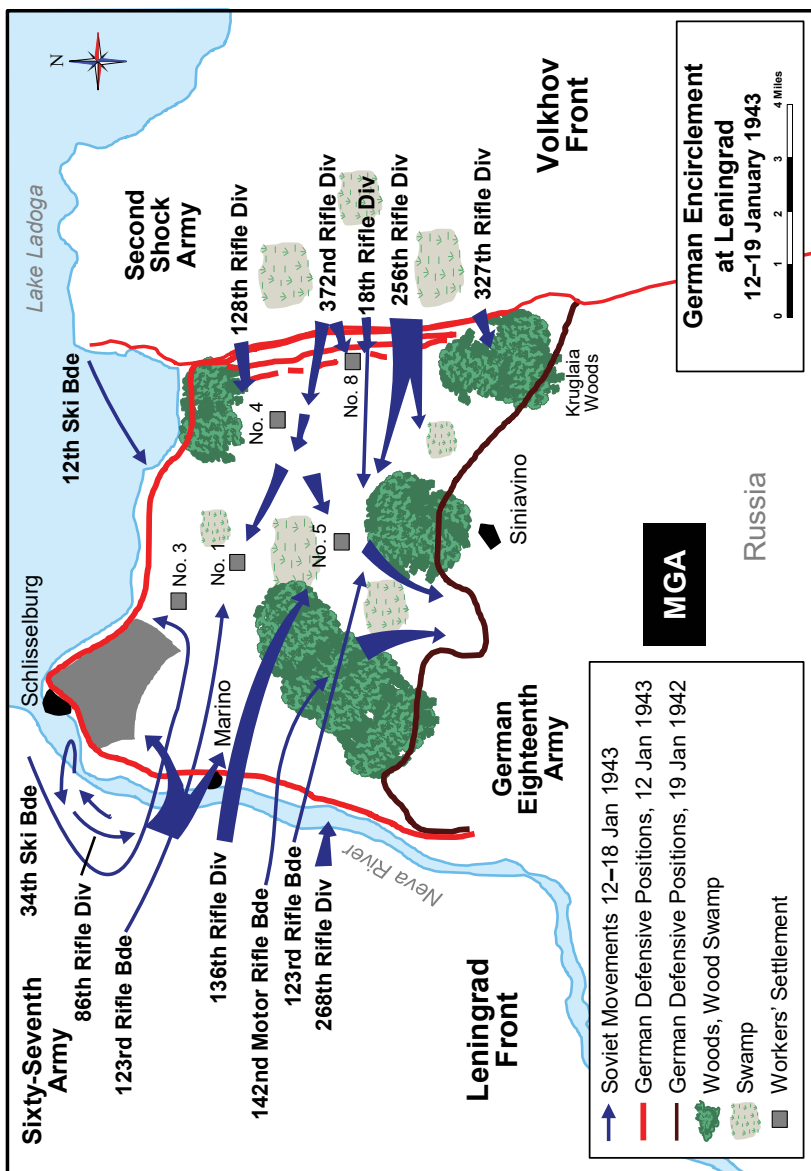 N
Lake Ladoga
Second
Shock
Army
Volkhov
Front
12th Ski Bde
128th Rifle Div
372nd Rifle Div
18th Rifle Div
256th Rifle Div
327th Rifle Div
Schlisselburg
No. 3
No. 1
No. 4
No. 8
No. 5
Marino
Kruglaia
Woods
Siniavino
Sixty-Seventh
Army
34th Ski Bde
86th Rifle Div
123rd Rifle Bde
136th Rifle Div
142nd Motor Rifle Bde
123rd Rifle Bde
268th Rifle Div
Neva River
Leningrad
Front
German
Eighteenth
Army
Russia
MGA
Soviet Movements 12–18 Jan 1943
German Defensive Positions, 12 Jan 1943
German Defensive Positions, 19 Jan 1942
Woods, Wood Swamp
Swamp
Workers’ Settlement
German Encirclement
at Leningrad
12–19 January 1943
0 1 2 3 4 Miles